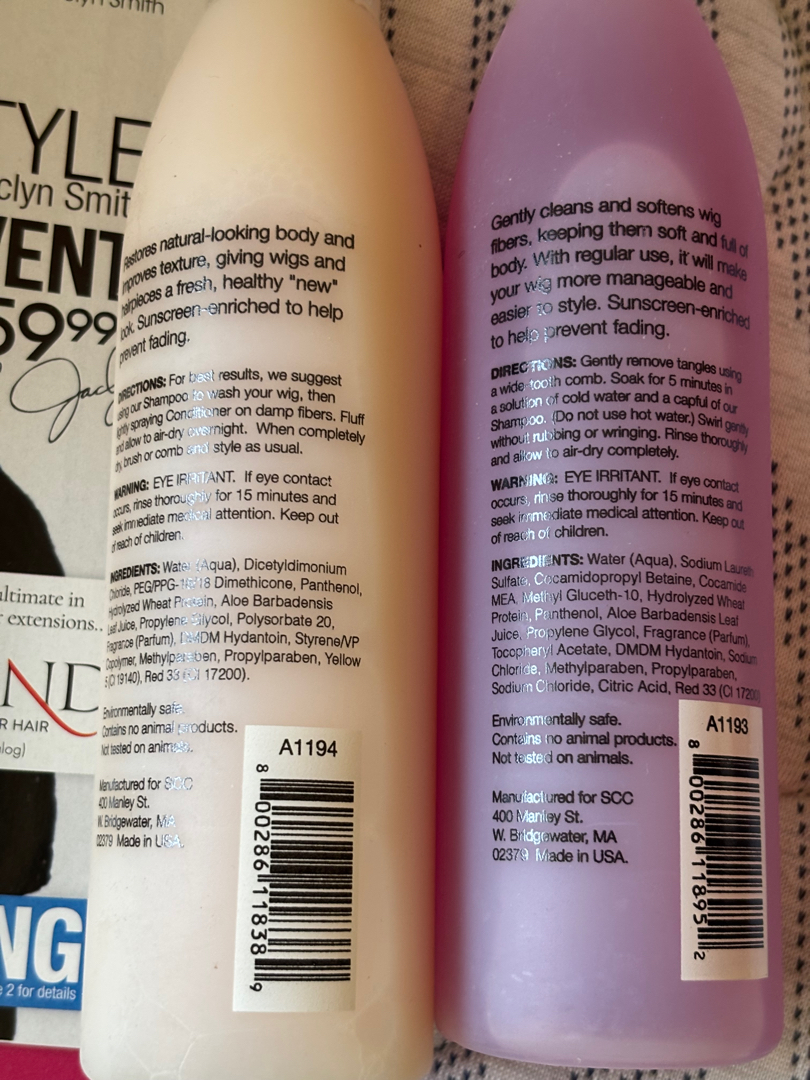 Smith
TYLE
clyn Smit
VENT
59⁹⁹
Jac
ultimate in
r extensions..
ND
R HAIR
log)
NG
e 2 for details
Restores natural-looking body and
improves texture, giving wigs and
hairpieces a fresh, healthy "new"
look. Sunscreen-enriched to help
prevent fading.
DIRECTIONS: For best results, we suggest
using our Shampoo to wash your wig, then
lightly spraying Conditioner on damp fibers. Fluff
and allow to air-dry overnight. When completely
dry, brush or comb and style as usual.
WARNING: EYE IRRITANT. If eye contact
occurs, rinse thoroughly for 15 minutes and
seek immediate medical attention. Keep out
of reach of children.
INGREDIENTS: Water (Aqua), Dicetyldimonium
Chloride, PEG/PPG-18/18 Dimethicone, Panthenol,
Hydrolyzed Wheat Protein, Aloe Barbadensis
Leaf Juice, Propylene Glycol, Polysorbate 20,
Fragrance (Parfum), DMDM Hydantoin, Styrene/VP
Copolymer, Methylparaben, Propylparaben, Yellow
5 (CI 19140), Red 33 (CI 17200).
Environmentally safe.
Contains no animal products.
Not tested on animals.
Manufactured for SCC
400 Manley St.
W. Bridgewater, MA
02379 Made in USA.
A1194
8 00286 11838 9
Gently cleans and softens wig
fibers, keeping them soft and full of
body. With regular use, it will make
your wig more manageable and
easier to style. Sunscreen-enriched
to help prevent fading.
DIRECTIONS: Gently remove tangles using
a wide-tooth comb. Soak for 5 minutes in
a solution of cold water and a capful of our
Shampoo. (Do not use hot water.) Swirl gently
without rubbing or wringing. Rinse thoroughly
and allow to air-dry completely.
WARNING: EYE IRRITANT. If eye contact
occurs, rinse thoroughly for 15 minutes and
seek immediate medical attention. Keep out
of reach of children.
INGREDIENTS: Water (Aqua), Sodium Laureth
Sulfate, Cocamidopropyl Betaine, Cocamide
MEA, Methyl Gluceth-10, Hydrolyzed Wheat
Protein, Panthenol, Aloe Barbadensis Leaf
Juice, Propylene Glycol, Fragrance (Parfum),
Tocopheryl Acetate, DMDM Hydantoin, Sodium
Chloride, Methylparaben, Propylparaben,
Sodium Chloride, Citric Acid, Red 33 (CI 17200
Environmentally safe.
Contains no animal products.
Not tested on animals.
Manufactured for SCC
400 Manley St.
W. Bridgewater, MA
02379 Made in USA.
A1193
8 00286 11895 2